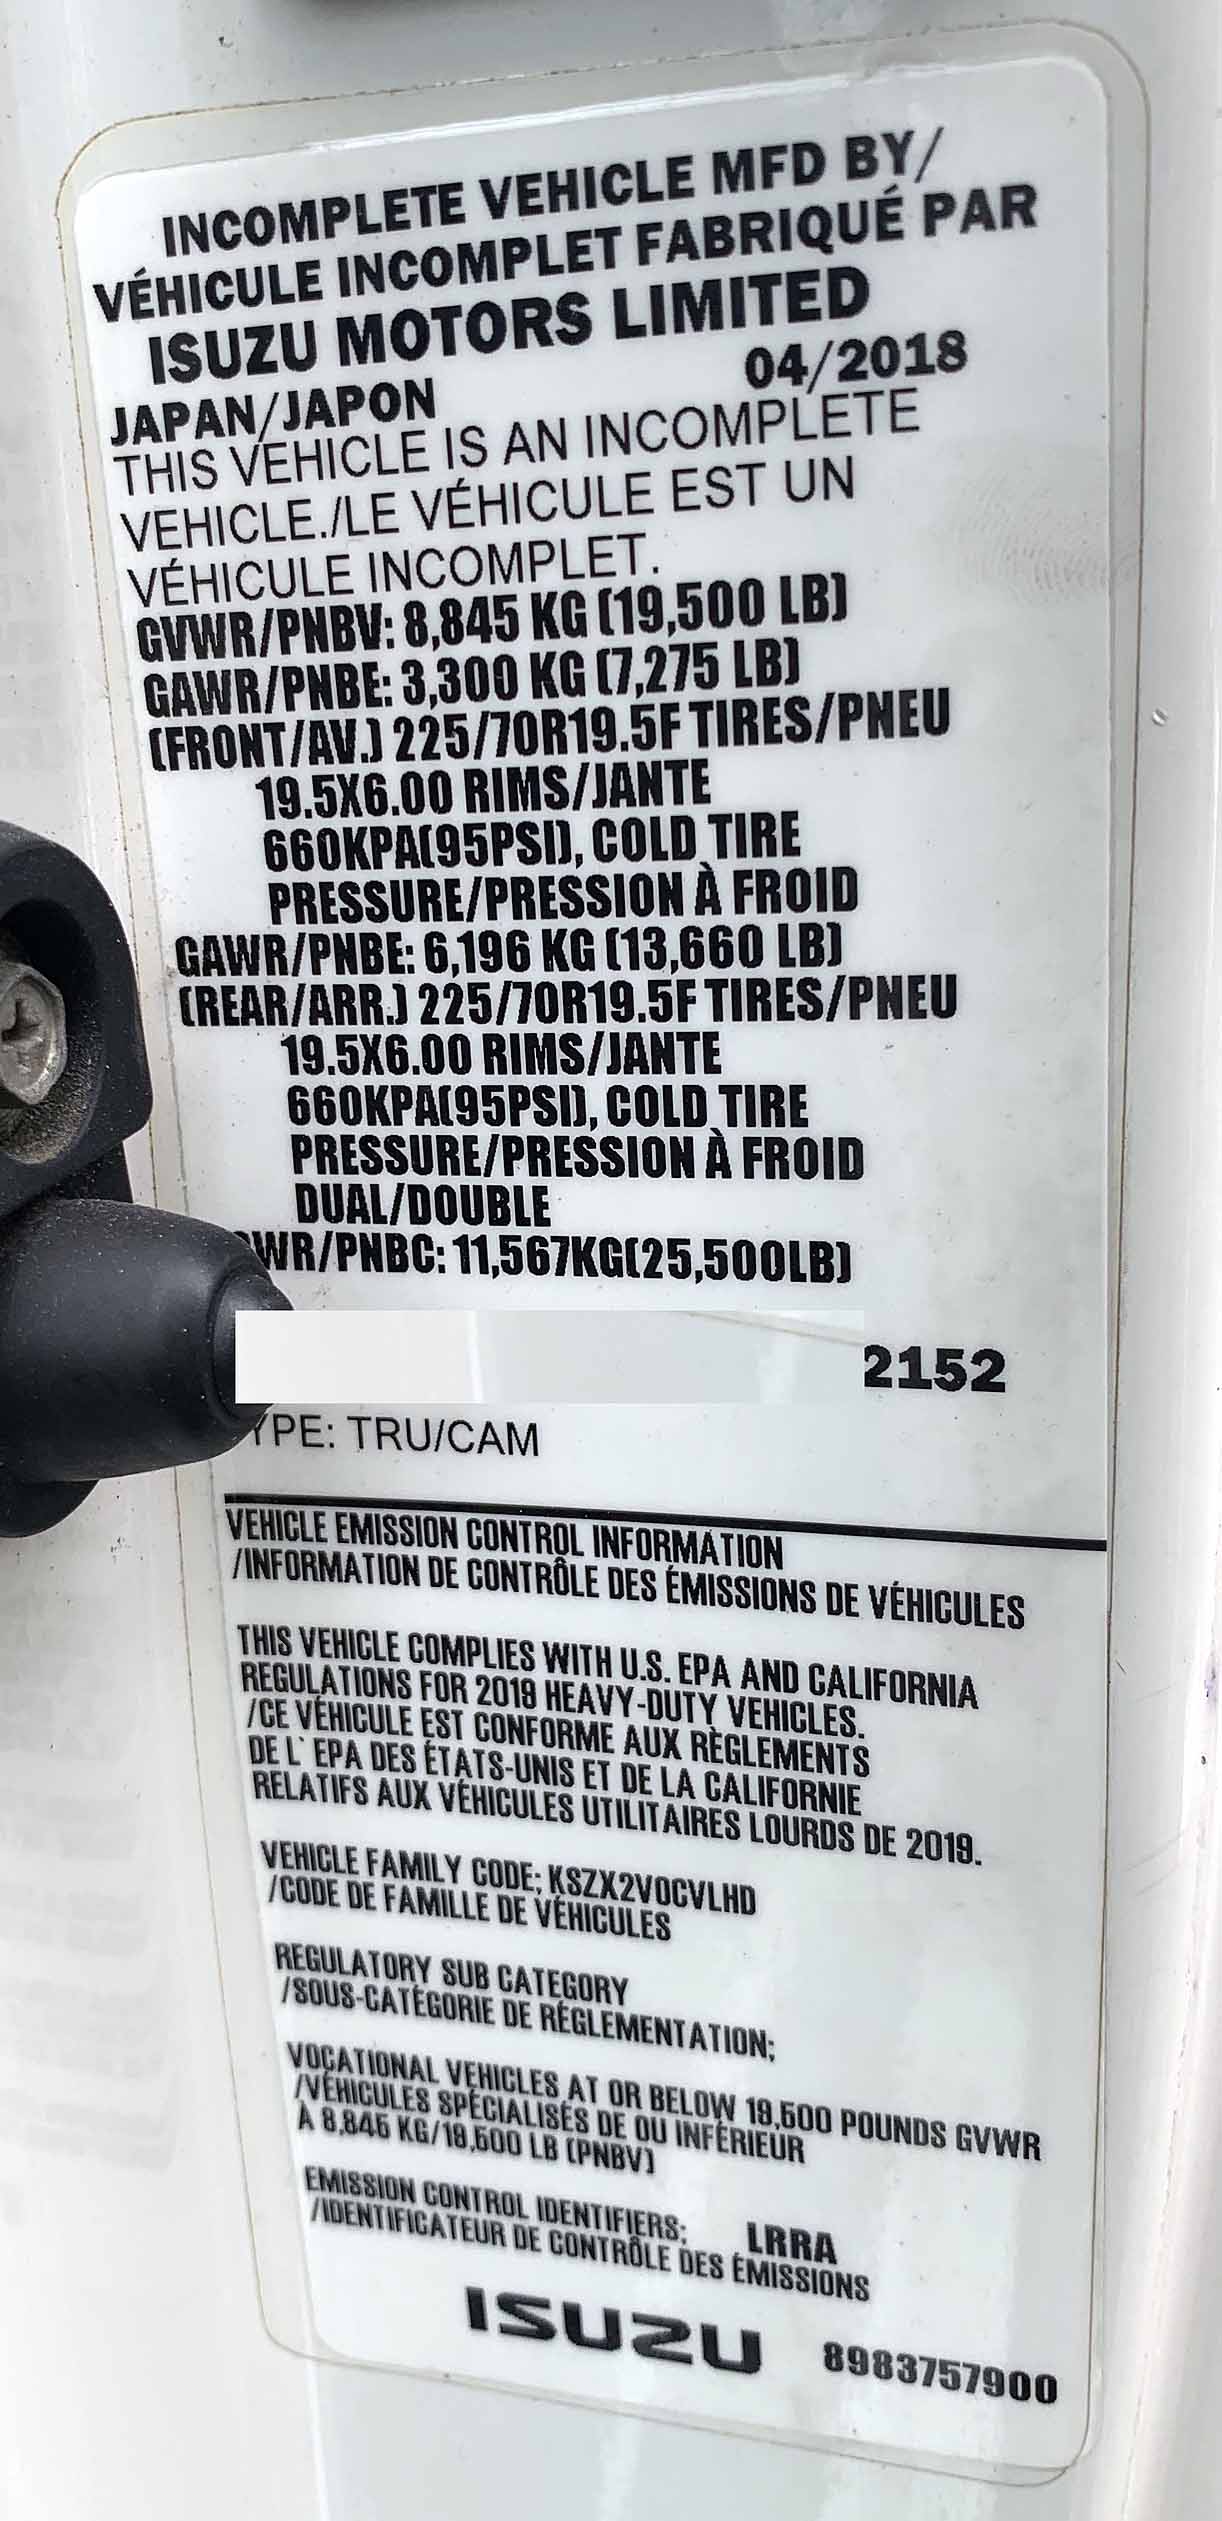 INCOMPLETE VEHICLE MFD BY/
VÉHICULE INCOMPLET FABRIQUÉ PAR
ISUZU MOTORS LIMITED
JAPAN/JAPON 04/2018
THIS VEHICLE IS AN INCOMPLETE
VEHICLE./LE VÉHICULE EST UN
VÉHICULE INCOMPLET.
GVWR/PNBV: 8,845 KG (19,500 LB)
GAWR/PNBE: 3,300 KG (7,275 LB)
(FRONT/AV.) 225/70R19.5F TIRES/PNEU
19.5X6.00 RIMS/JANTE
660KPA(95PSI), COLD TIRE
PRESSURE/PRESSION À FROID
GAWR/PNBE: 6,196 KG (13,660 LB)
(REAR/ARR.) 225/70R19.5F TIRES/PNEU
19.5X6.00 RIMS/JANTE
660KPA(95PSI), COLD TIRE
PRESSURE/PRESSION À FROID
DUAL/DOUBLE
WR/PNBC: 11,567KG(25,500LB)
2152
YPE: TRU/CAM
VEHICLE EMISSION CONTROL INFORMATION
/INFORMATION DE CONTRÔLE DES ÉMISSIONS DE VÉHICULES
THIS VEHICLE COMPLIES WITH U.S. EPA AND CALIFORNIA
REGULATIONS FOR 2019 HEAVY-DUTY VEHICLES.
/CE VÉHICULE EST CONFORME AUX RÈGLEMENTS
DE L' EPA DES ÉTATS-UNIS ET DE LA CALIFORNIE
RELATIFS AUX VÉHICULES UTILITAIRES LOURDS DE 2019.
VEHICLE FAMILY CODE; KSZX2VOCVLHD
/CODE DE FAMILLE DE VÉHICULES
REGULATORY SUB CATEGORY
/SOUS-CATÉGORIE DE RÉGLEMENTATION;
VOCATIONAL VEHICLES AT OR BELOW 19,500 POUNDS GVWR
/VÉHICULES SPÉCIALISÉS DE OU INFÉRIEUR
À 8,845 KG/19,500 LB (PNBV)
EMISSION CONTROL IDENTIFIERS; LRRA
/IDENTIFICATEUR DE CONTRÔLE DES ÉMISSIONS
ISUZU 8983757900